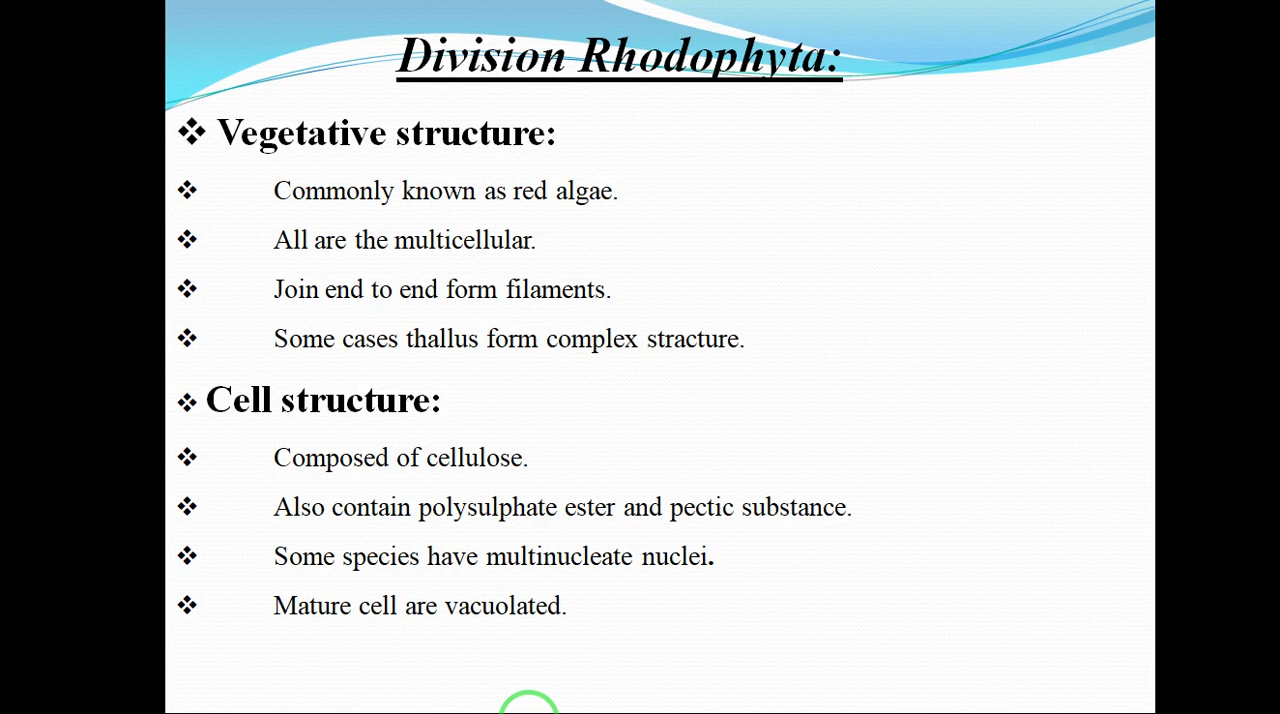 Division Rhodophyta:
❖ Vegetative structure:
❖ Commonly known as red algae.
❖ All are the multicellular.
❖ Join end to end form filaments.
❖ Some cases thallus form complex stracture.
❖ Cell structure:
❖ Composed of cellulose.
❖ Also contain polysulphate ester and pectic substance.
❖ Some species have multinucleate nuclei.
❖ Mature cell are vacuolated.